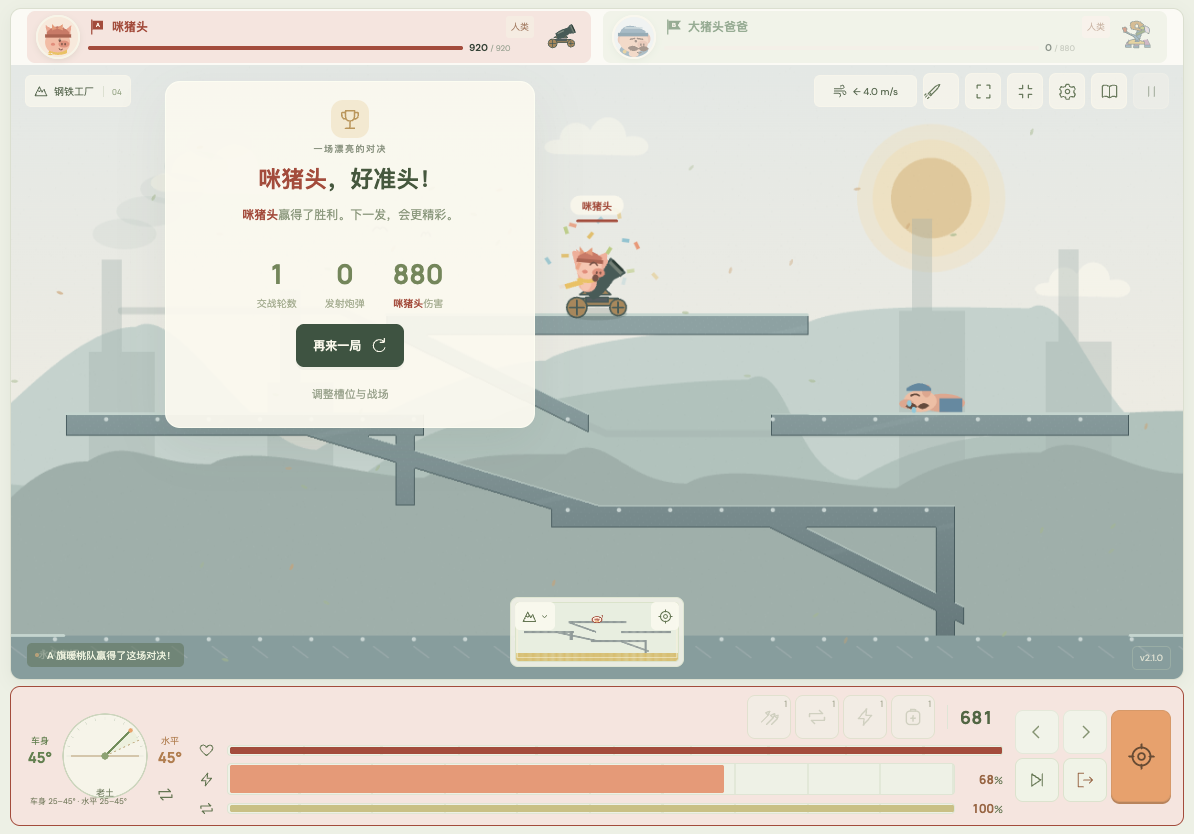 咪猪头
人类
920 / 920
大猪头爸爸
人类
0 / 880
钢铁工厂 04
← 4.0 m/s
一场漂亮的对决
咪猪头，好准头！
咪猪头赢得了胜利。下一发，会更精彩。
1 0 880
交战轮数 发射炮弹 咪猪头伤害
再来一局
调整槽位与战场
咪猪头
A 旗暖桃队赢得了这场对决！
v2.1.0
1 1 1 1
681
车身
45°
水平
45°
老土
车身 25–45° · 水平 25–45°
68%
100%